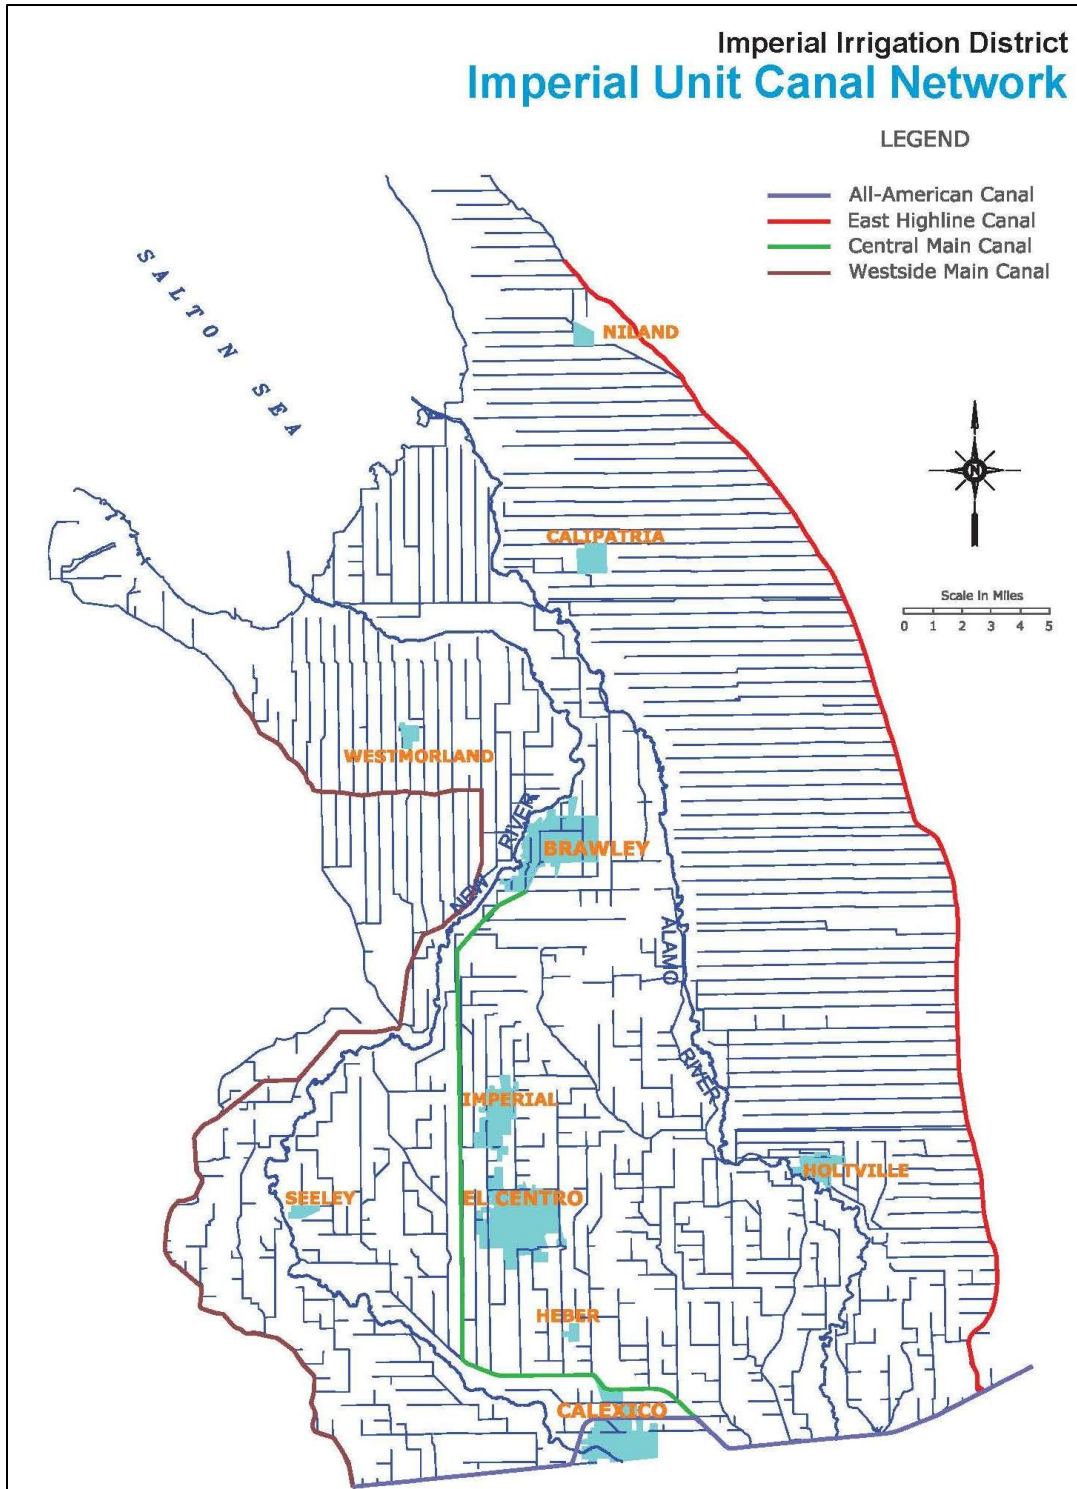 Imperial Irrigation District
Imperial Unit Canal Network
LEGEND
All-American Canal
East Highline Canal
Central Main Canal
Westside Main Canal
SALTON SEA
NILAND
N
CALIPATRIA
Scale in Miles
0 1 2 3 4 5
WESTMORLAND
NEW RIVER
BRAWLEY
ALAMO RIVER
IMPERIAL
HOLTVILLE
SEELEY
EL CENTRO
HEBER
CALEXICO